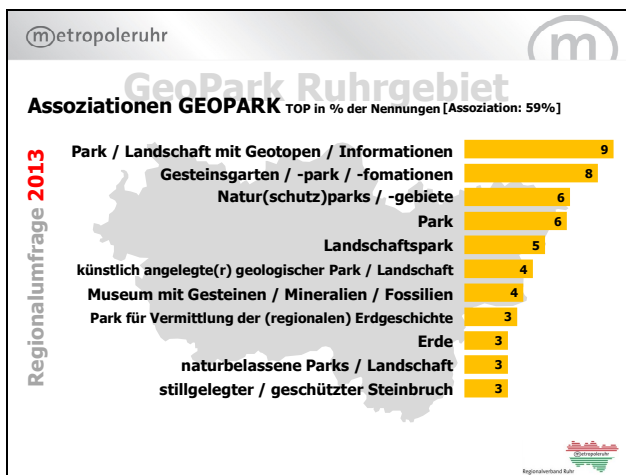 metropoleruhr
m
GeoPark Ruhrgebiet
Assoziationen GEOPARK TOP in % der Nennungen [Assoziation: 59%]
Regionalumfrage 2013
Park / Landschaft mit Geotopen / Informationen 9
Gesteinsgarten / -park / -fomationen 8
Natur(schutz)parks / -gebiete 6
Park 6
Landschaftspark 5
künstlich angelegte(r) geologischer Park / Landschaft 4
Museum mit Gesteinen / Mineralien / Fossilien 4
Park für Vermittlung der (regionalen) Erdgeschichte 3
Erde 3
naturbelassene Parks / Landschaft 3
stillgelegter / geschützter Steinbruch 3
metropoleruhr
Regionalverband Ruhr